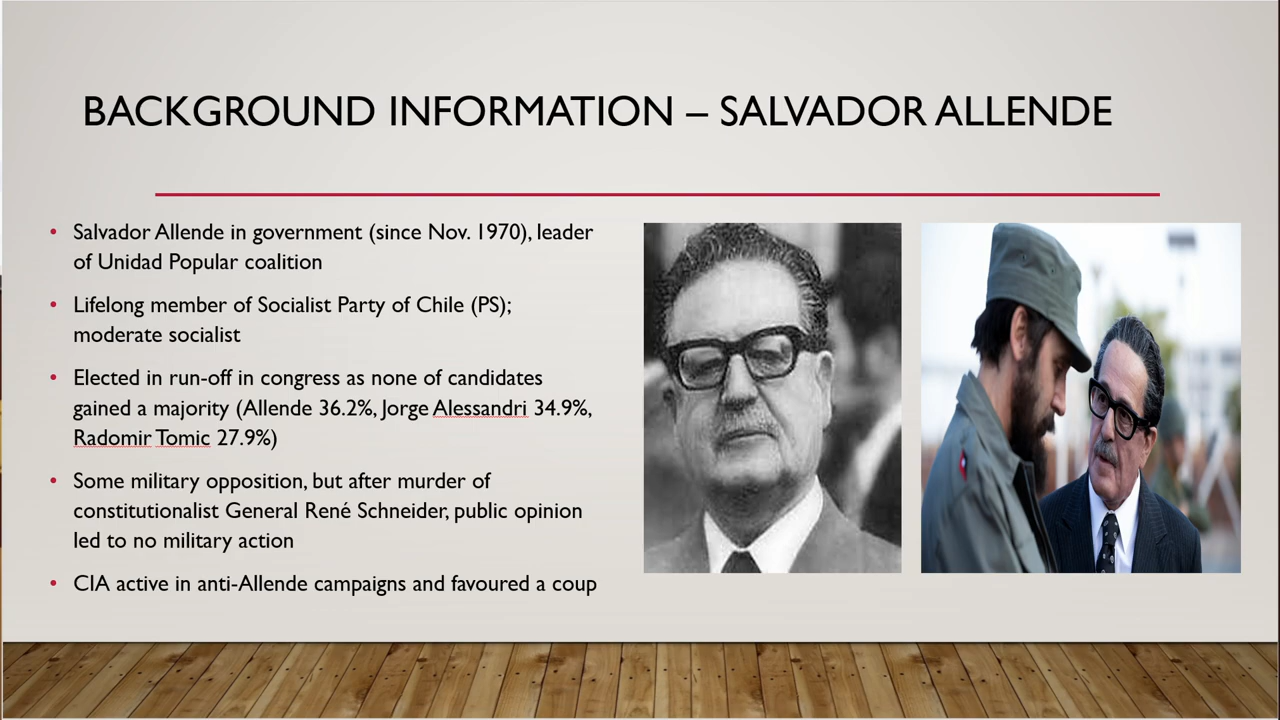 BACKGROUND INFORMATION – SALVADOR ALLENDE
• Salvador Allende in government (since Nov. 1970), leader
of Unidad Popular coalition
• Lifelong member of Socialist Party of Chile (PS);
moderate socialist
• Elected in run-off in congress as none of candidates
gained a majority (Allende 36.2%, Jorge Alessandri 34.9%,
Radomir Tomic 27.9%)
• Some military opposition, but after murder of
constitutionalist General René Schneider, public opinion
led to no military action
• CIA active in anti-Allende campaigns and favoured a coup